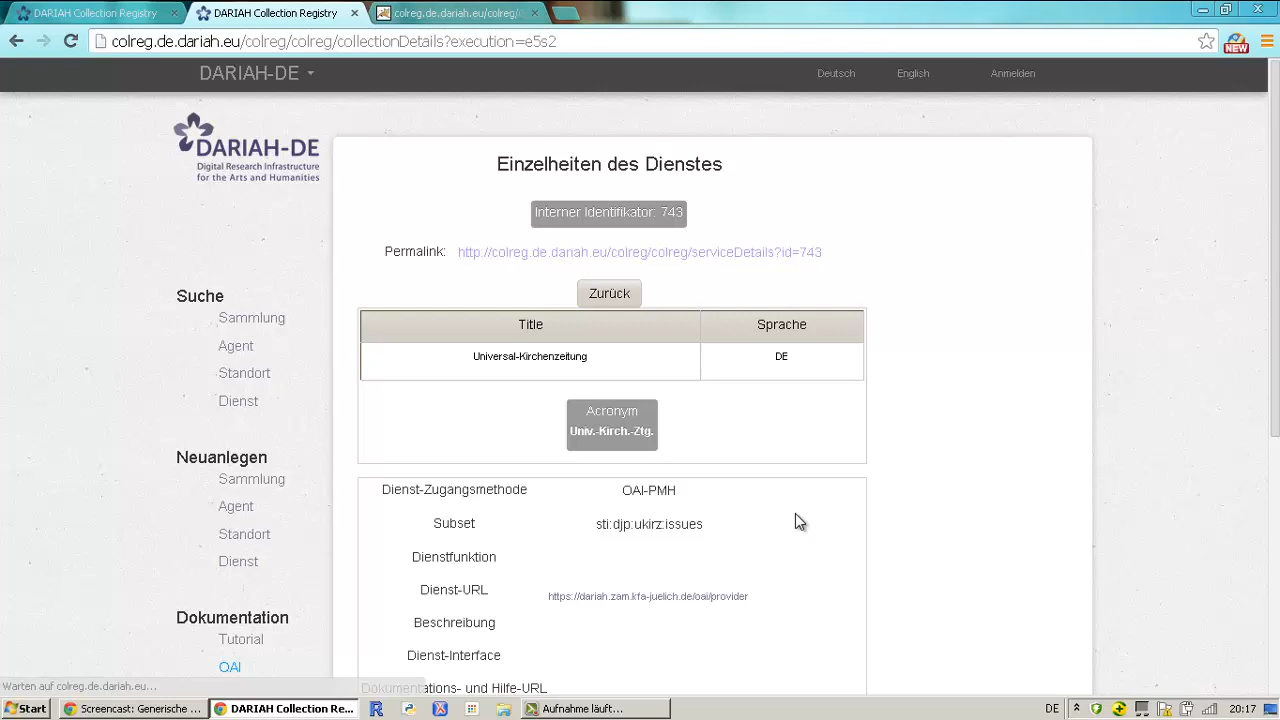 DARIAH Collection Registry
DARIAH Collection Registry
colreg.de.dariah.eu/colreg/
colreg.de.dariah.eu/colreg/colreg/collectionDetails?execution=e5s2
NEW
DARIAH-DE
Deutsch
English
Anmelden
DARIAH-DE
Digital Research Infrastructure
for the Arts and Humanities
Einzelheiten des Dienstes
Interner Identifikator: 743
Permalink: http://colreg.de.dariah.eu/colreg/colreg/serviceDetails?id=743
Zurück
Title Sprache
Universal-Kirchenzeitung DE
Acronym
Univ.-Kirch.-Ztg.
Dienst-Zugangsmethode OAI-PMH
Subset sti:djp:ukirz:issues
Dienstfunktion
Dienst-URL https://dariah.zam.kfa-juelich.de/oai/provider
Beschreibung
Dienst-Interface
Dokumentations- und Hilfe-URL
Suche
Sammlung
Agent
Standort
Dienst
Neuanlegen
Sammlung
Agent
Standort
Dienst
Dokumentation
Tutorial
OAI
Warten auf colreg.de.dariah.eu...
Start
Screencast: Generische ...
DARIAH Collection Re...
Aufnahme läuft...
DE
20:17